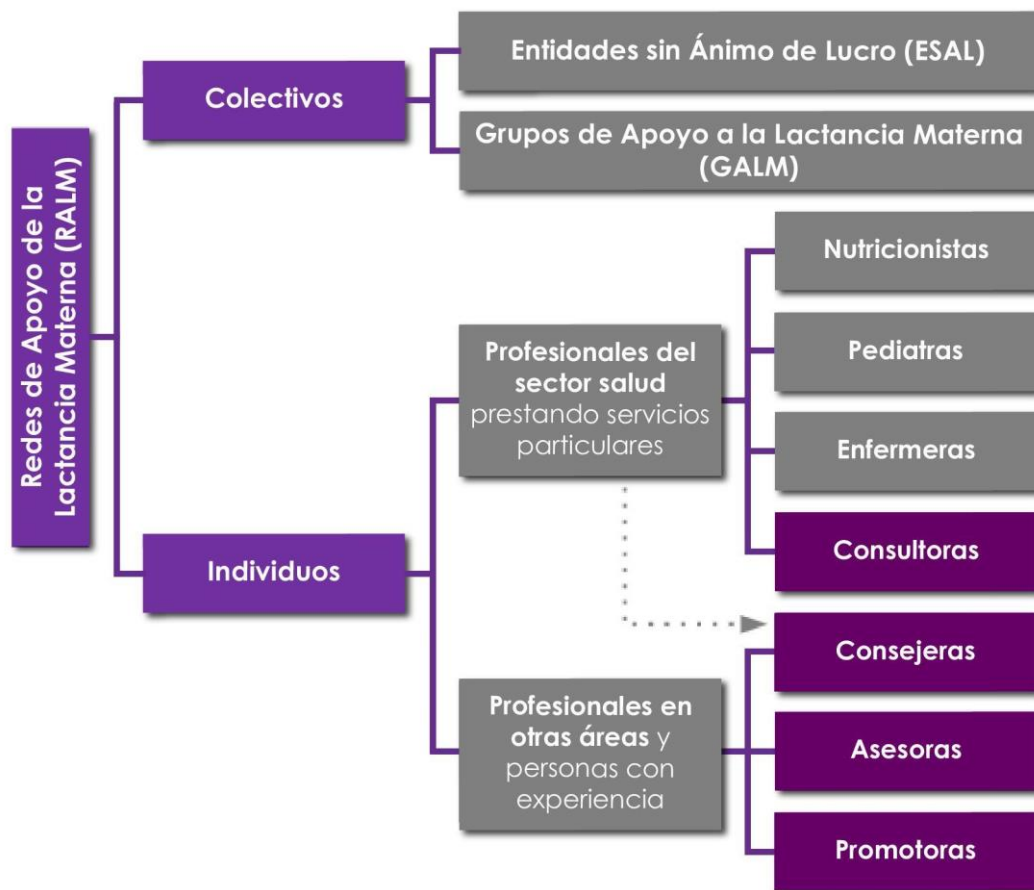 Redes de Apoyo de la
Lactancia Materna (RALM)
Colectivos
Entidades sin Ánimo de Lucro (ESAL)
Grupos de Apoyo a la Lactancia Materna
(GALM)
Individuos
Profesionales del
sector salud
prestando servicios
particulares
Nutricionistas
Pediatras
Enfermeras
Consultoras
Profesionales en
otras áreas y
personas con
experiencia
Consejeras
Asesoras
Promotoras